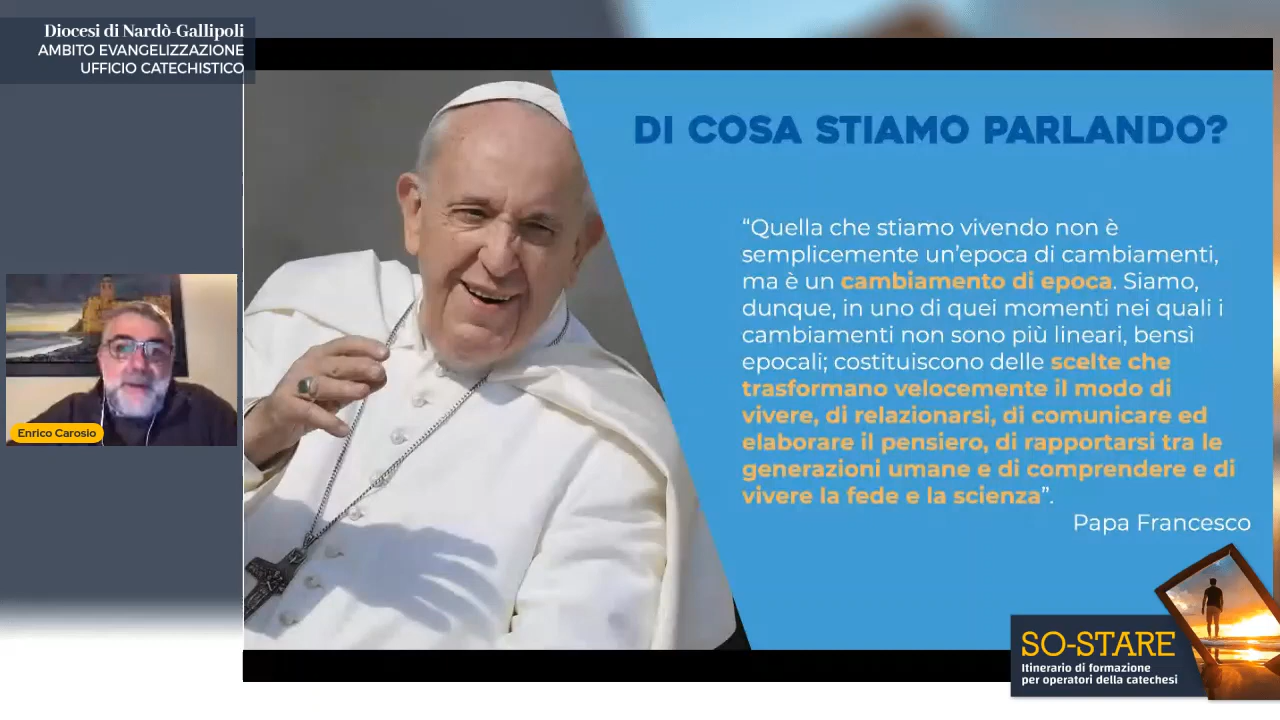 Diocesi di Nardò-Gallipoli
AMBITO EVANGELIZZAZIONE
UFFICIO CATECHISTICO
DI COSA STIAMO PARLANDO?
“Quella che stiamo vivendo non è
semplicemente un’epoca di cambiamenti,
ma è un cambiamento di epoca. Siamo,
dunque, in uno di quei momenti nei quali i
cambiamenti non sono più lineari, bensì
epocali; costituiscono delle scelte che
trasformano velocemente il modo di
vivere, di relazionarsi, di comunicare ed
elaborare il pensiero, di rapportarsi tra le
generazioni umane e di comprendere e di
vivere la fede e la scienza”.
Papa Francesco
Enrico Carosio
SO-STARE
Itinerario di formazione
per operatori della catechesi